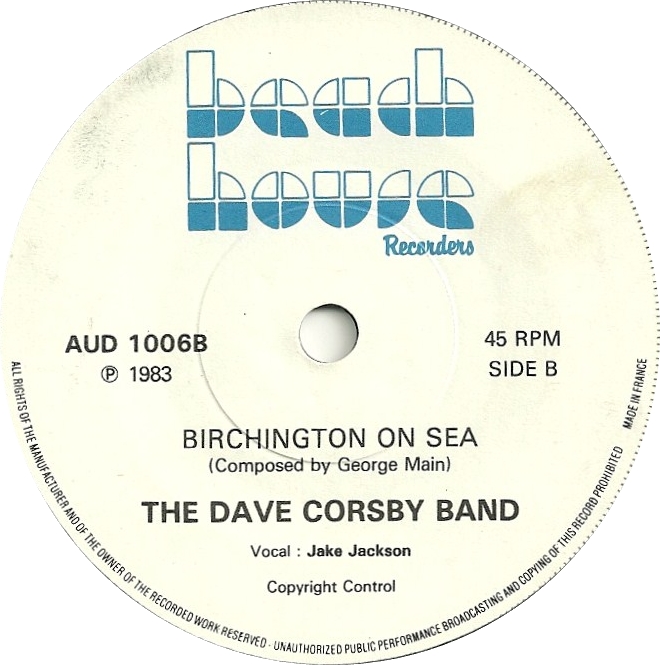 beach
house
Recorders
AUD 1006B
℗ 1983
45 RPM
SIDE B
BIRCHINGTON ON SEA
(Composed by George Main)
THE DAVE CORSBY BAND
Vocal : Jake Jackson
Copyright Control
ALL RIGHTS OF THE MANUFACTURER AND OF THE OWNER OF THE RECORDED WORK RESERVED - UNAUTHORIZED PUBLIC PERFORMANCE BROADCASTING AND COPYING OF THIS RECORD PROHIBITED MADE IN FRANCE